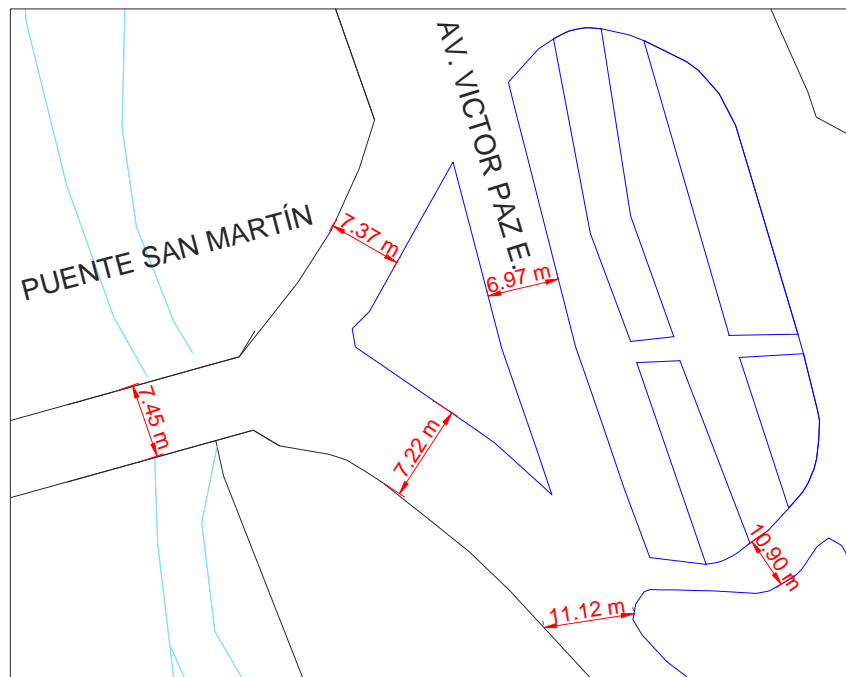 AV. VICTOR PAZ E.
PUENTE SAN MARTÍN
7.37 m
6.97 m
7.45 m
7.22 m
10.90 m
11.12 m